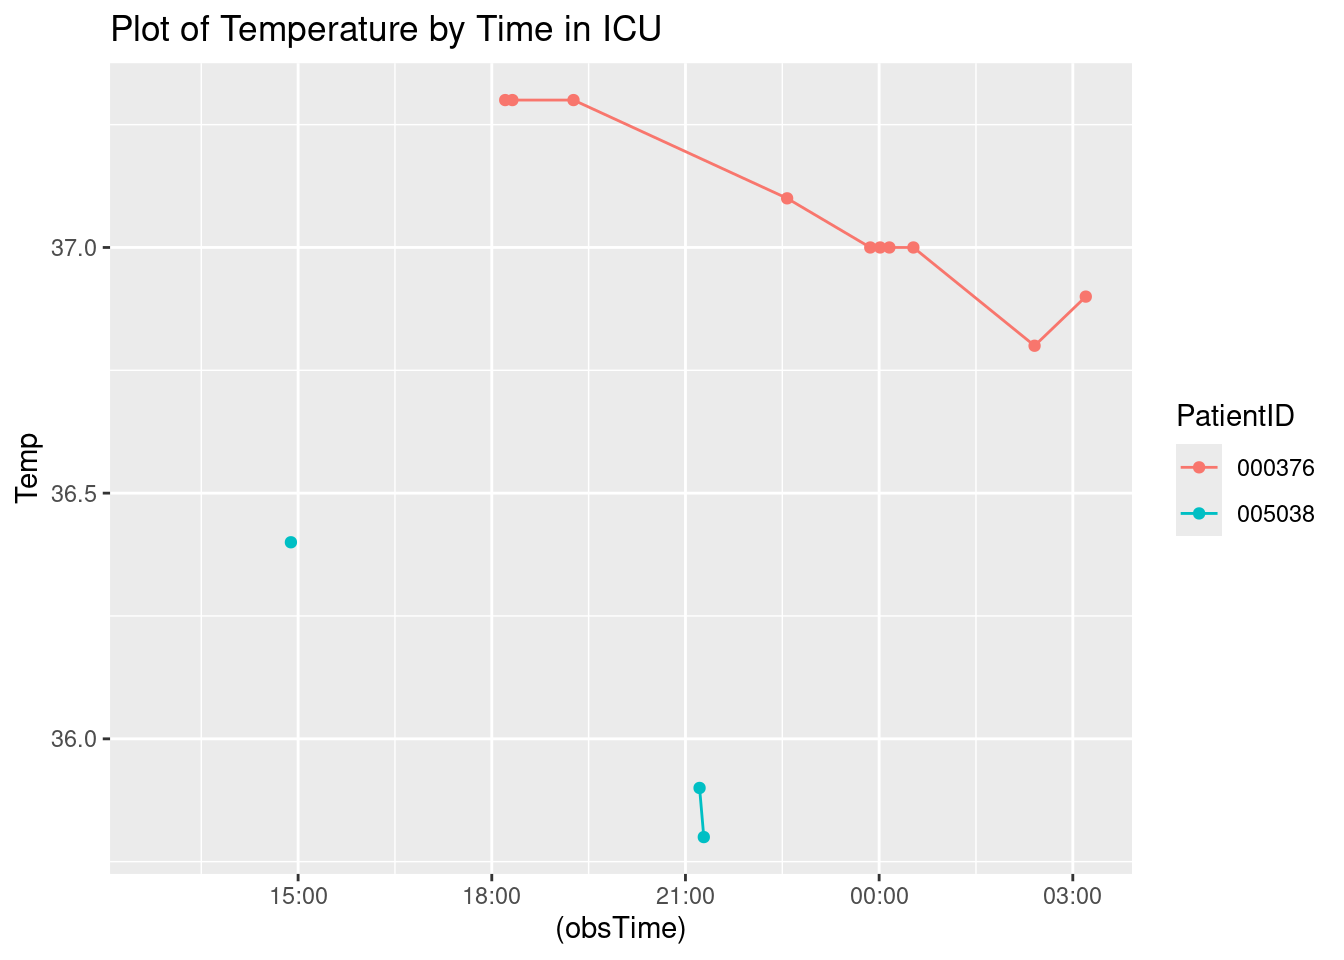 Plot of Temperature by Time in ICU
Temp
37.0
36.5
36.0
15:00 18:00 21:00 00:00 03:00
(obsTime)
PatientID
000376
005038